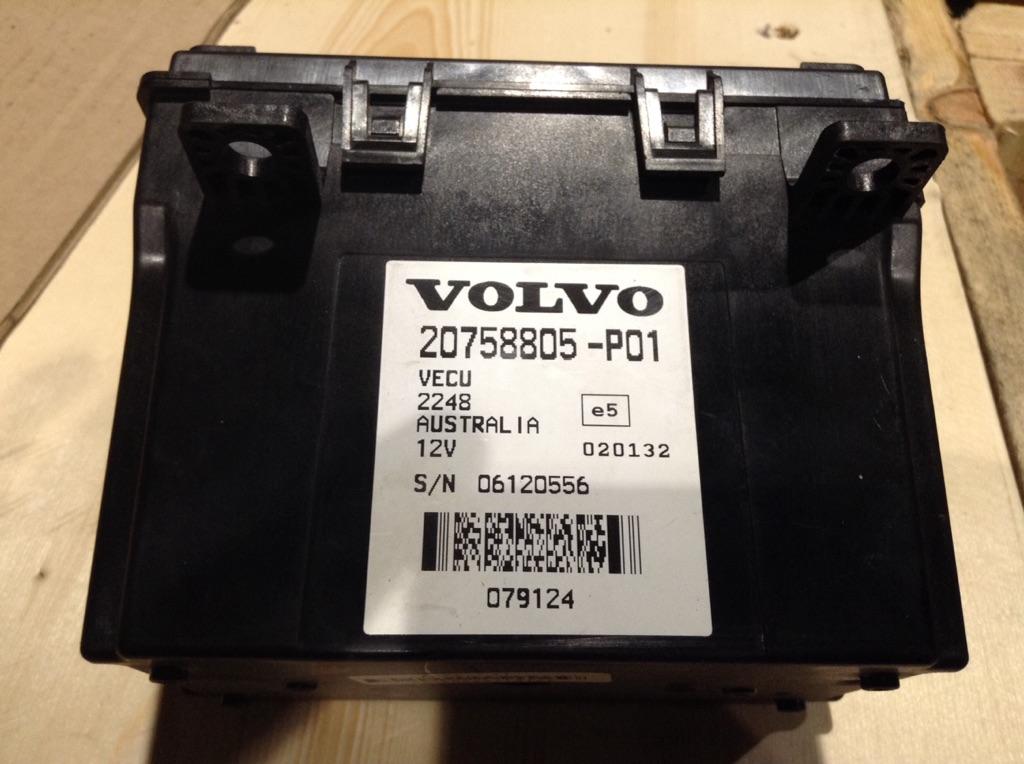 VOLVO
20758805-P01
VECU
2248
e5
AUSTRALIA
12V
020132
S/N 06120556
079124